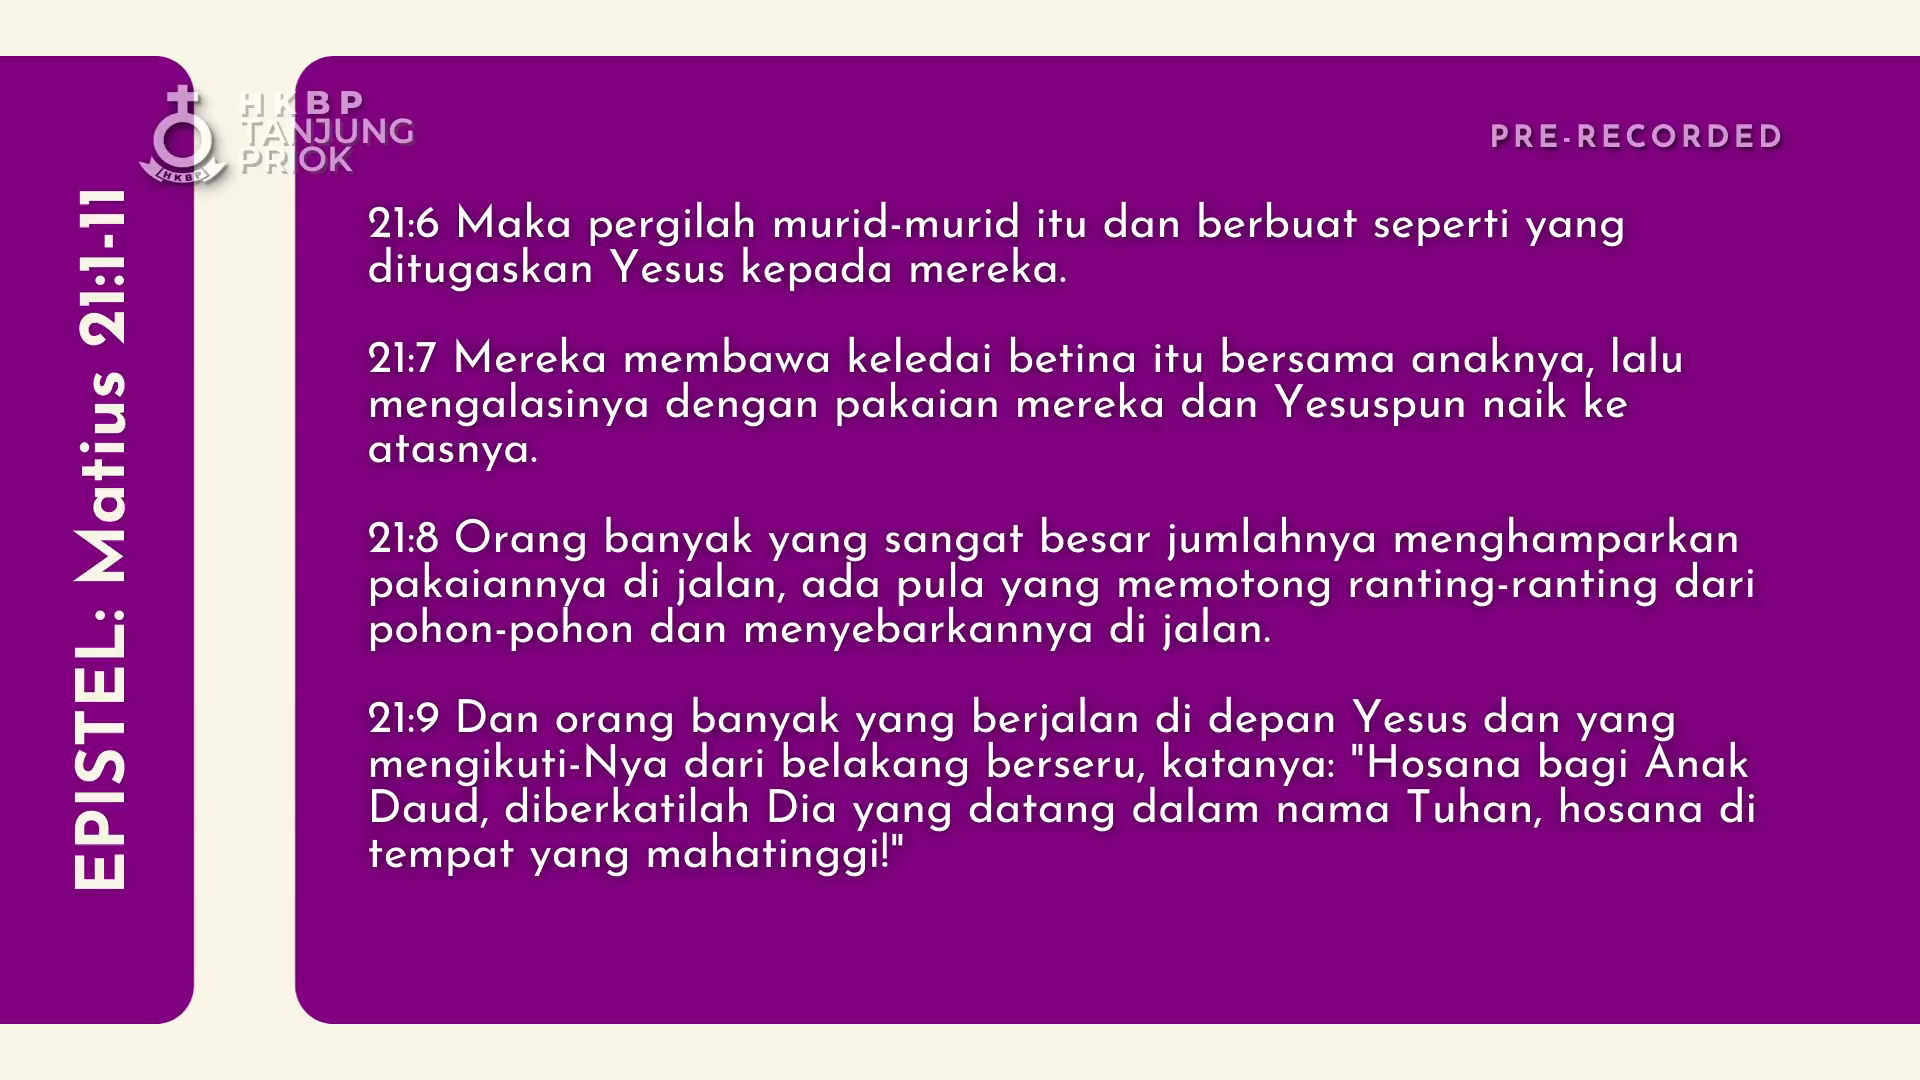 HKBP
TANJUNG
PRIOK
HKBP
PRE-RECORDED
EPISTEL: Matius 21:1-11
21:6 Maka pergilah murid-murid itu dan berbuat seperti yang
ditugaskan Yesus kepada mereka.
21:7 Mereka membawa keledai betina itu bersama anaknya, lalu
mengalasinya dengan pakaian mereka dan Yesuspun naik ke
atasnya.
21:8 Orang banyak yang sangat besar jumlahnya menghamparkan
pakaiannya di jalan, ada pula yang memotong ranting-ranting dari
pohon-pohon dan menyebarkannya di jalan.
21:9 Dan orang banyak yang berjalan di depan Yesus dan yang
mengikuti-Nya dari belakang berseru, katanya: "Hosana bagi Anak
Daud, diberkatilah Dia yang datang dalam nama Tuhan, hosana di
tempat yang mahatinggi!"